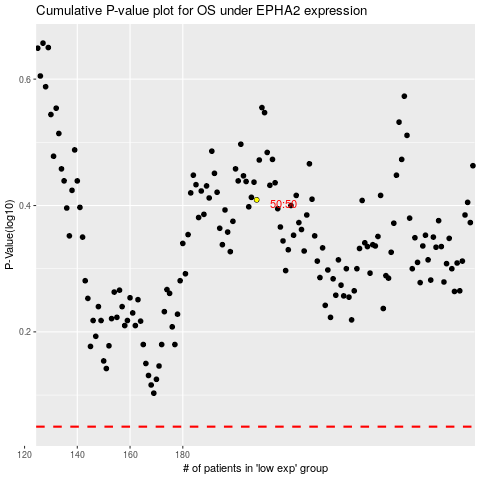 Cumulative P-value plot for OS under EPHA2 expression
P-Value(log10)
0.6
0.4
0.2
50:50
120 140 160 180
# of patients in 'low exp' group